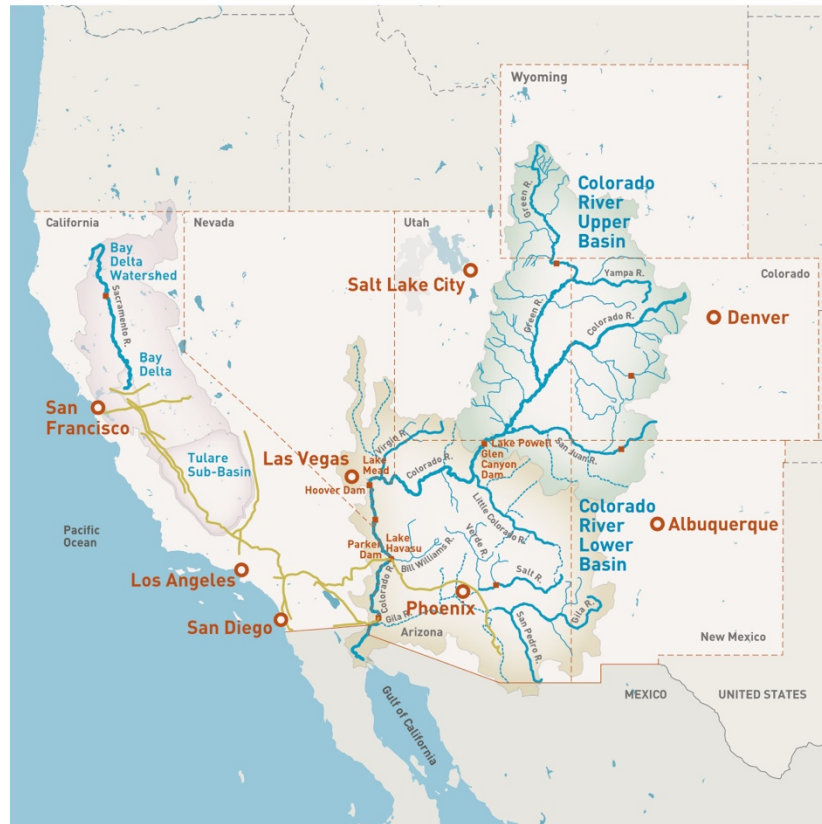 Wyoming
Colorado
River
Upper
Basin
Green R.
California
Nevada
Utah
Colorado
Bay
Delta
Watershed
Sacramento R.
Salt Lake City
Yampa R.
Green R.
Colorado R.
Denver
Bay
Delta
San
Francisco
Tulare
Sub-Basin
Las Vegas
Virgin R.
Lake
Mead
Hoover Dam
Colorado R.
Lake Powell
Glen
Canyon
Dam
San Juan R.
Little Colorado R.
Colorado
River
Lower
Basin
Albuquerque
Pacific
Ocean
Parker
Dam
Lake
Havasu
Bill Williams R.
Verde R.
Salt R.
Los Angeles
Colorado R.
Phoenix
San Diego
Gila R.
Arizona
San Pedro R.
Gila R.
New Mexico
Gulf of California
MEXICO
UNITED STATES